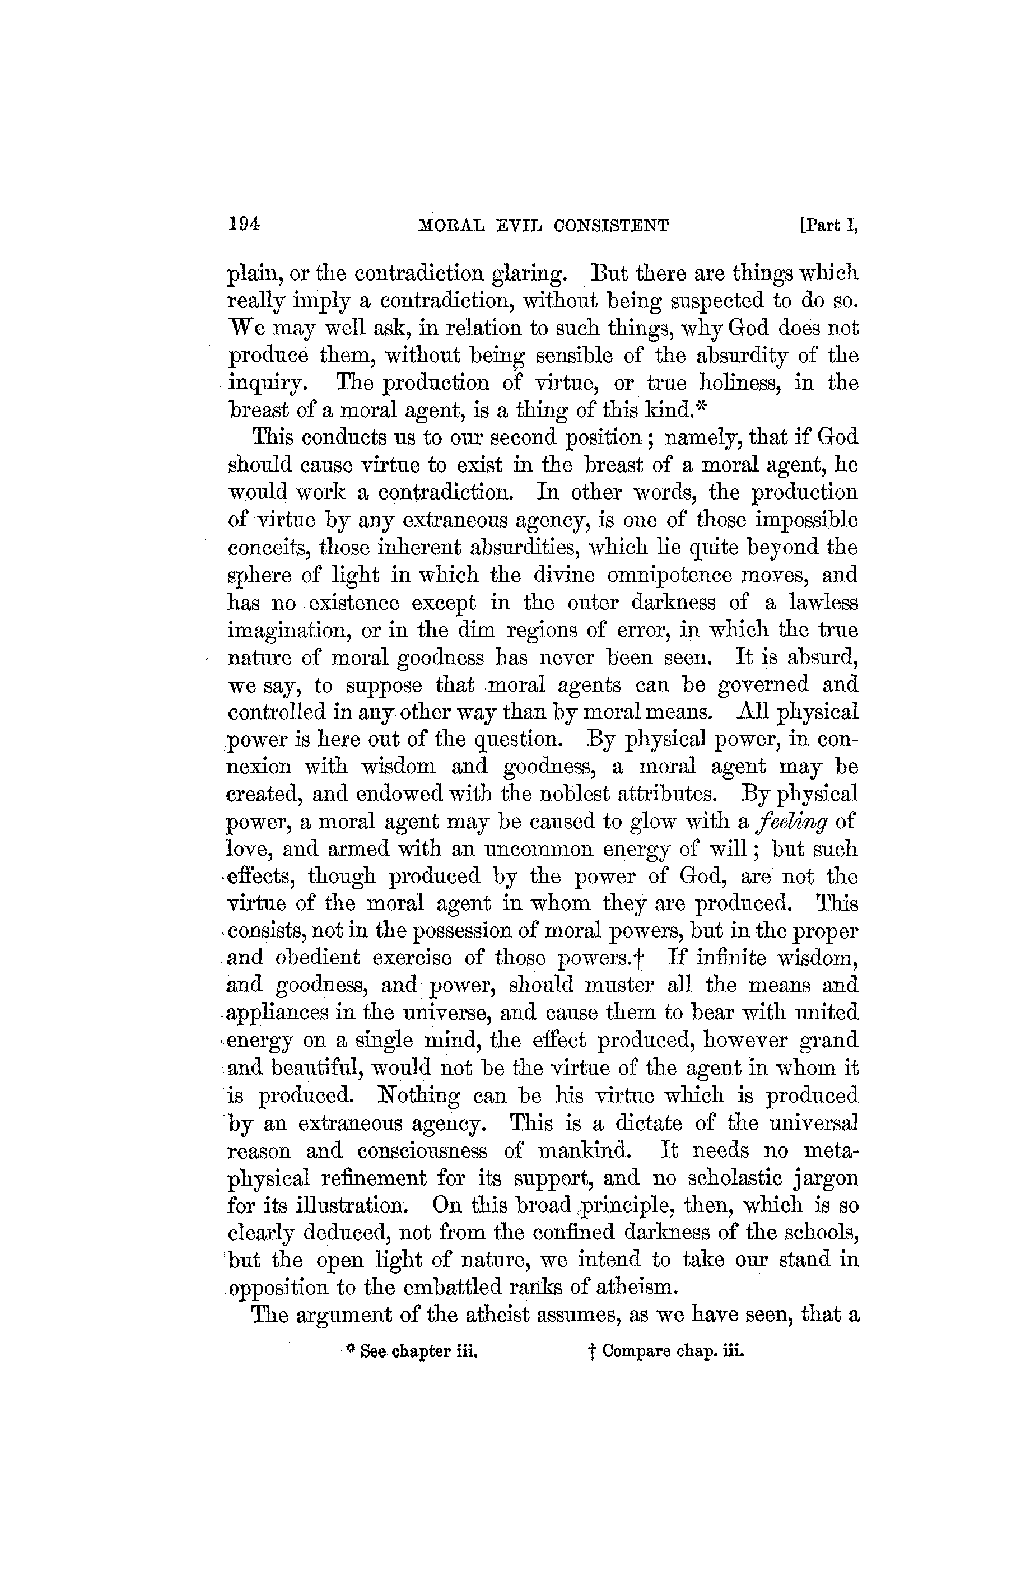 194 MORAL EVIL CONSISTENT [Part I,
plain, or the contradiction glaring. But there are things which
really imply a contradiction, without being suspected to do so.
We may well ask, in relation to such things, why God does not
produce them, without being sensible of the absurdity of the
inquiry. The production of virtue, or true holiness, in the
breast of a moral agent, is a thing of this kind.*
This conducts us to our second position; namely, that if God
should cause virtue to exist in the breast of a moral agent, he
would work a contradiction. In other words, the production
of virtue by any extraneous agency, is one of those impossible
conceits, those inherent absurdities, which lie quite beyond the
sphere of light in which the divine omnipotence moves, and
has no existence except in the outer darkness of a lawless
imagination, or in the dim regions of error, in which the true
nature of moral goodness has never been seen. It is absurd,
we say, to suppose that moral agents can be governed and
controlled in any other way than by moral means. All physical
power is here out of the question. By physical power, in con-
nexion with wisdom and goodness, a moral agent may be
created, and endowed with the noblest attributes. By physical
power, a moral agent may be caused to glow with a feeling of
love, and armed with an uncommon energy of will; but such
effects, though produced by the power of God, are not the
virtue of the moral agent in whom they are produced. This
consists, not in the possession of moral powers, but in the proper
and obedient exercise of those powers.† If infinite wisdom,
and goodness, and power, should muster all the means and
appliances in the universe, and cause them to bear with united
energy on a single mind, the effect produced, however grand
and beautiful, would not be the virtue of the agent in whom it
is produced. Nothing can be his virtue which is produced
by an extraneous agency. This is a dictate of the universal
reason and consciousness of mankind. It needs no meta-
physical refinement for its support, and no scholastic jargon
for its illustration. On this broad principle, then, which is so
clearly deduced, not from the confined darkness of the schools,
but the open light of nature, we intend to take our stand in
opposition to the embattled ranks of atheism.
The argument of the atheist assumes, as we have seen, that a
* See chapter iii. † Compare chap. iii.